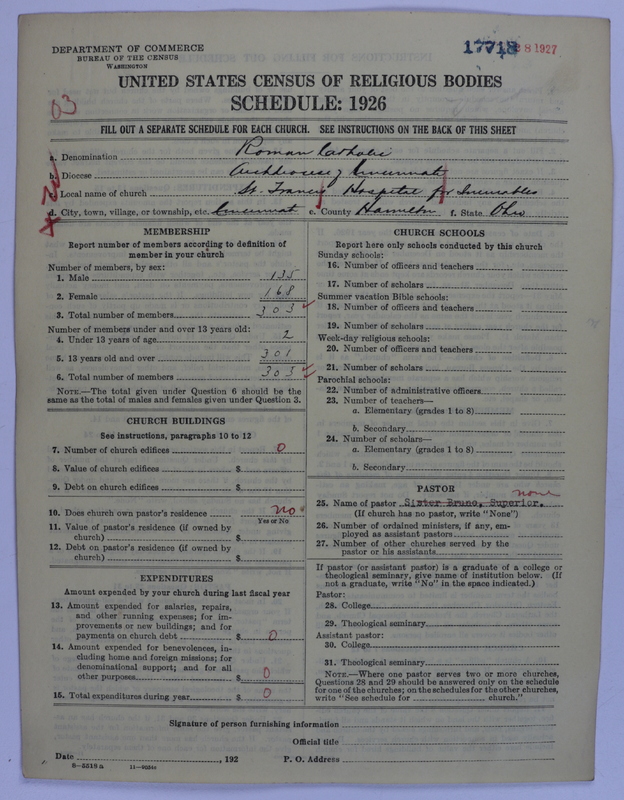 DEPARTMENT OF COMMERCE
BUREAU OF THE CENSUS
WASHINGTON
17718 8 1927
UNITED STATES CENSUS OF RELIGIOUS BODIES
SCHEDULE: 1926
03
FILL OUT A SEPARATE SCHEDULE FOR EACH CHURCH. SEE INSTRUCTIONS ON THE BACK OF THIS SHEET
a. Denomination Roman Catholic
b. Diocese Archdiocese of Cincinnati
c. Local name of church St. Francis Hospital for Incurables
d. City, town, village, or township, etc. Cincinnati e. County Hamilton f. State Ohio
MEMBERSHIP
Report number of members according to definition of
member in your church
Number of members, by sex:
1. Male 135
2. Female 168
3. Total number of members 303
Number of members under and over 13 years old:
4. Under 13 years of age 2
5. 13 years old and over 301
6. Total number of members 303
NOTE.—The total given under Question 6 should be the
same as the total of males and females given under Question 3.
CHURCH BUILDINGS
See instructions, paragraphs 10 to 12
7. Number of church edifices 0
8. Value of church edifices $
9. Debt on church edifices $
10. Does church own pastor's residence no
Yes or No
11. Value of pastor's residence (if owned by
church) $
12. Debt on pastor's residence (if owned by
church) $
EXPENDITURES
Amount expended by your church during last fiscal year
13. Amount expended for salaries, repairs,
and other running expenses; for im-
provements or new buildings; and for
payments on church debt $ 0
14. Amount expended for benevolences, in-
cluding home and foreign missions; for
denominational support; and for all
other purposes $ 0
15. Total expenditures during year $ 0
CHURCH SCHOOLS
Report here only schools conducted by this church
Sunday schools:
16. Number of officers and teachers
17. Number of scholars
Summer vacation Bible schools:
18. Number of officers and teachers
19. Number of scholars
Week-day religious schools:
20. Number of officers and teachers
21. Number of scholars
Parochial schools:
22. Number of administrative officers
23. Number of teachers—
a. Elementary (grades 1 to 8)
b. Secondary
24. Number of scholars—
a. Elementary (grades 1 to 8)
b. Secondary
PASTOR
none
25. Name of pastor Sister Bruno, Superior.
(If church has no pastor, write "None")
26. Number of ordained ministers, if any, em-
ployed as assistant pastors
27. Number of other churches served by the
pastor or his assistants
If pastor (or assistant pastor) is a graduate of a college or
theological seminary, give name of institution below. (If
not a graduate, write "No" in the space indicated.)
Pastor:
28. College
29. Theological seminary
Assistant pastor:
30. College
31. Theological seminary
NOTE.—Where one pastor serves two or more churches,
Questions 28 and 29 should be answered only on the schedule
for one of the churches; on the schedules for the other churches,
write "See schedule for church."
Signature of person furnishing information
Official title
Date , 192 P. O. Address
8—5518 a